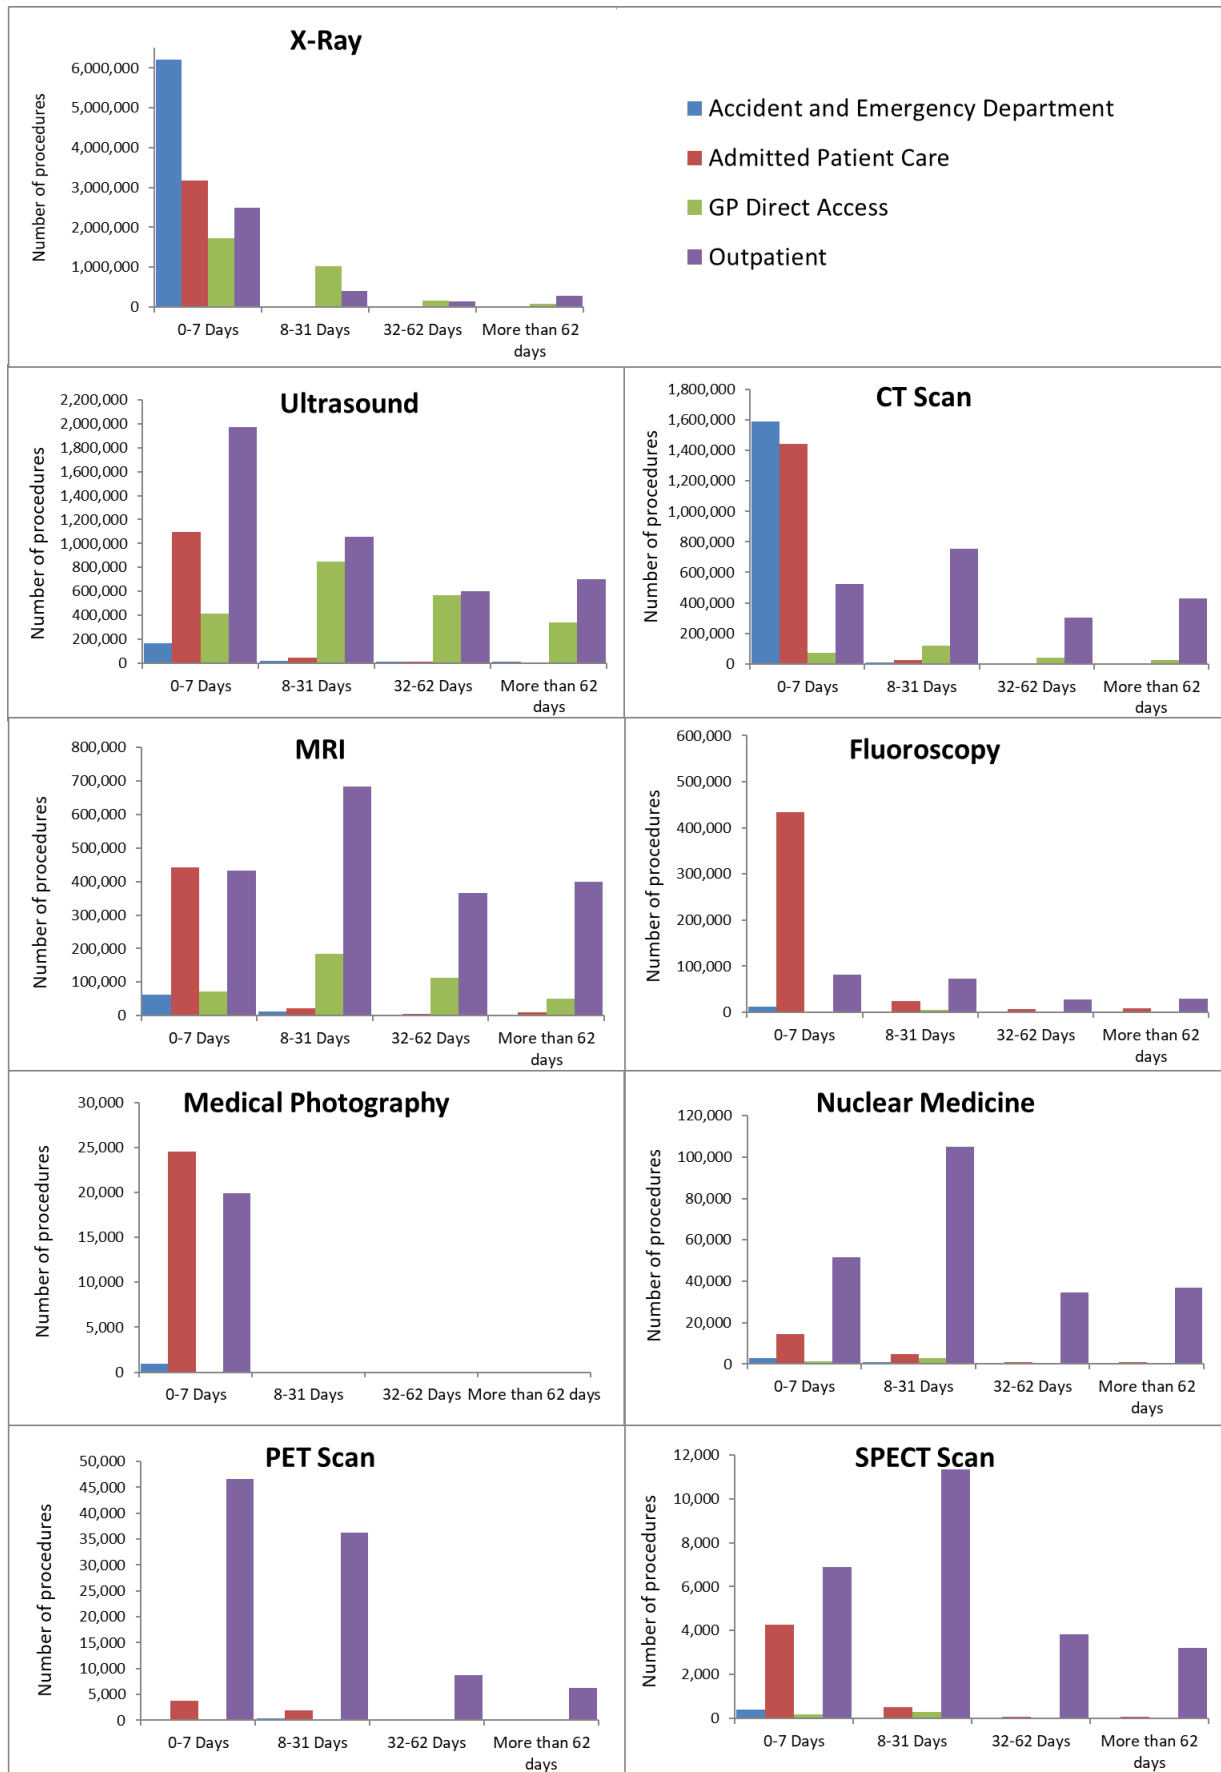 X-Ray
Number of procedures
6,000,000
5,000,000
4,000,000
3,000,000
2,000,000
1,000,000
0
0-7 Days
8-31 Days
32-62 Days
More than 62
days
Accident and Emergency Department
Admitted Patient Care
GP Direct Access
Outpatient
Ultrasound
Number of procedures
2,200,000
2,000,000
1,800,000
1,600,000
1,400,000
1,200,000
1,000,000
800,000
600,000
400,000
200,000
0
0-7 Days
8-31 Days
32-62 Days
More than 62
days
CT Scan
Number of procedures
1,800,000
1,600,000
1,400,000
1,200,000
1,000,000
800,000
600,000
400,000
200,000
0
0-7 Days
8-31 Days
32-62 Days
More than 62
days
MRI
Number of procedures
800,000
700,000
600,000
500,000
400,000
300,000
200,000
100,000
0
0-7 Days
8-31 Days
32-62 Days
More than 62
days
Fluoroscopy
Number of procedures
600,000
500,000
400,000
300,000
200,000
100,000
0
0-7 Days
8-31 Days
32-62 Days
More than 62
days
Medical Photography
Number of procedures
30,000
25,000
20,000
15,000
10,000
5,000
0
0-7 Days
8-31 Days
32-62 Days
More than 62 days
Nuclear Medicine
Number of procedures
120,000
100,000
80,000
60,000
40,000
20,000
0
0-7 Days
8-31 Days
32-62 Days
More than 62
days
PET Scan
Number of procedures
50,000
45,000
40,000
35,000
30,000
25,000
20,000
15,000
10,000
5,000
0
0-7 Days
8-31 Days
32-62 Days
More than 62
days
SPECT Scan
Number of procedures
12,000
10,000
8,000
6,000
4,000
2,000
0
0-7 Days
8-31 Days
32-62 Days
More than 62
days